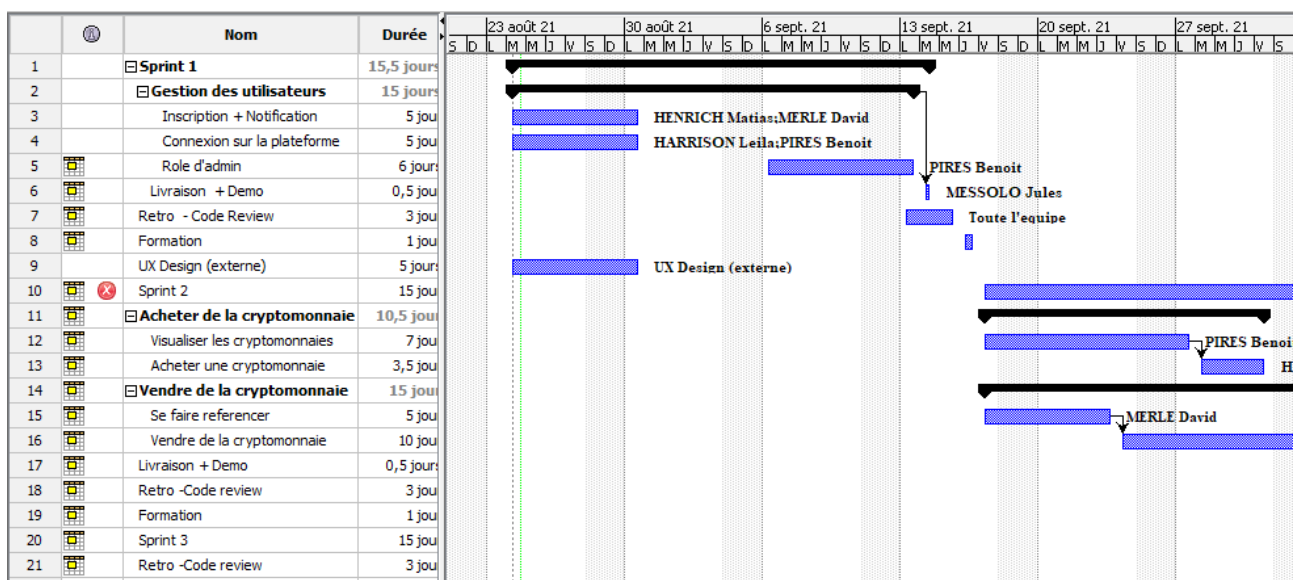 Nom Durée 23 août 21 30 août 21 6 sept. 21 13 sept. 21 20 sept. 21 27 sept. 21
S D L M M J V S D L M M J V S D L M M J V S D L M M J V S D L M M J V S D L M M J V S
1 Sprint 1 15,5 jours
2 Gestion des utilisateurs 15 jours
3 Inscription + Notification 5 jou HENRICH Matias;MERLE David
4 Connexion sur la plateforme 5 jou HARRISON Leila;PIRES Benoit
5 Role d'admin 6 jours PIRES Benoit
6 Livraison + Demo 0,5 jou MESSOLO Jules
7 Retro - Code Review 3 jou Toute l'equipe
8 Formation 1 jou
9 UX Design (externe) 5 jours UX Design (externe)
10 Sprint 2 15 jou
11 Acheter de la cryptomonnaie 10,5 jou
12 Visualiser les cryptomonnaies 7 jou PIRES Benoit
13 Acheter une cryptomonnaie 3,5 jou H
14 Vendre de la cryptomonnaie 15 jou
15 Se faire referencer 5 jou MERLE David
16 Vendre de la cryptomonnaie 10 jou
17 Livraison + Demo 0,5 jours
18 Retro -Code review 3 jou
19 Formation 1 jou
20 Sprint 3 15 jou
21 Retro -Code review 3 jou